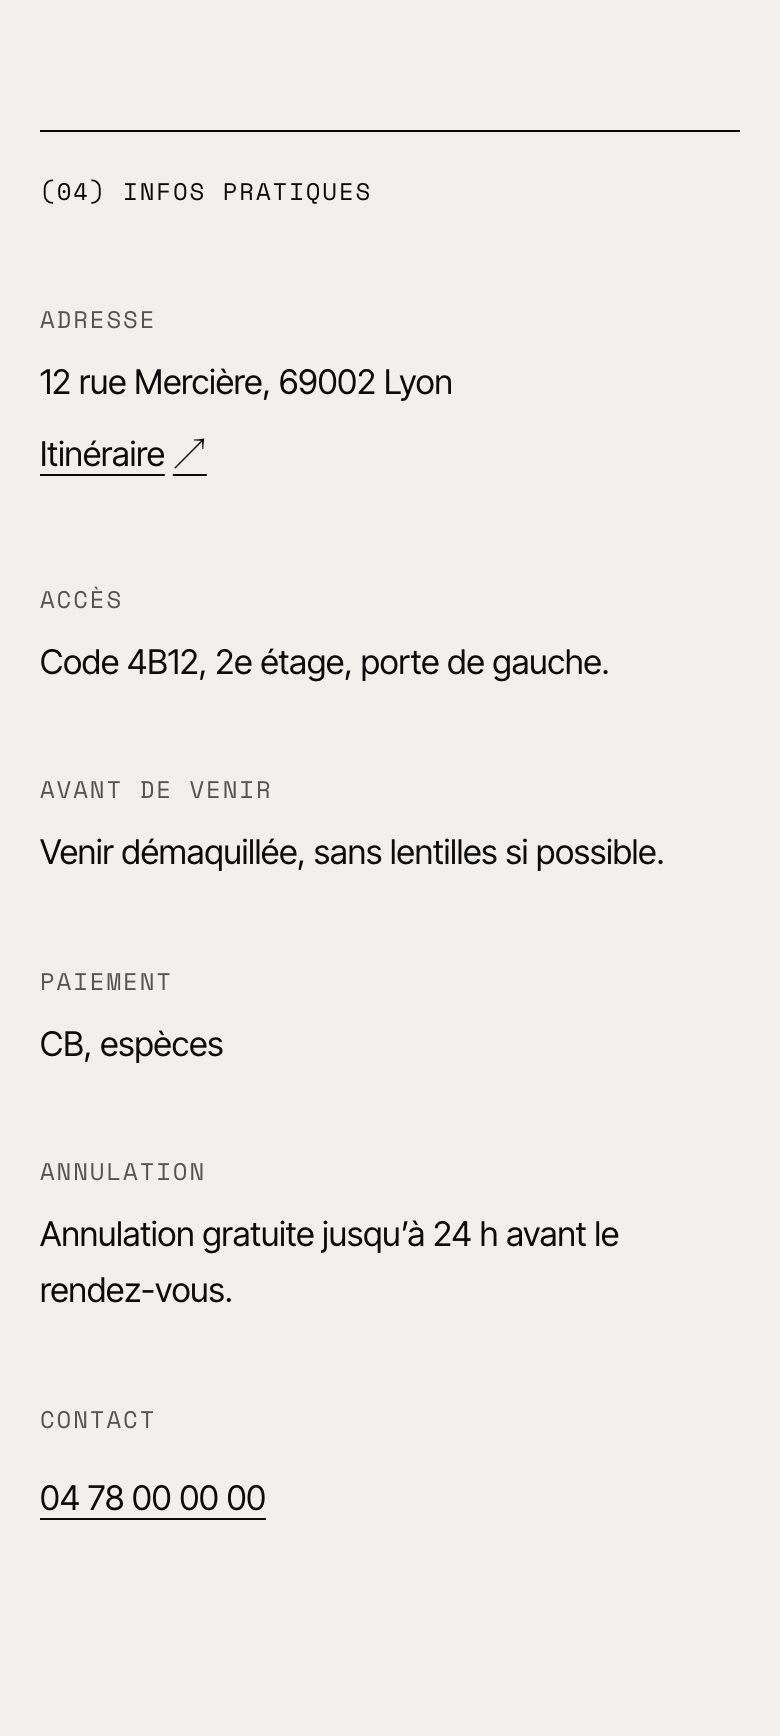 (04) INFOS PRATIQUES
ADRESSE
12 rue Mercière, 69002 Lyon
Itinéraire ↗
ACCÈS
Code 4B12, 2e étage, porte de gauche.
AVANT DE VENIR
Venir démaquillée, sans lentilles si possible.
PAIEMENT
CB, espèces
ANNULATION
Annulation gratuite jusqu’à 24 h avant le
rendez-vous.
CONTACT
04 78 00 00 00